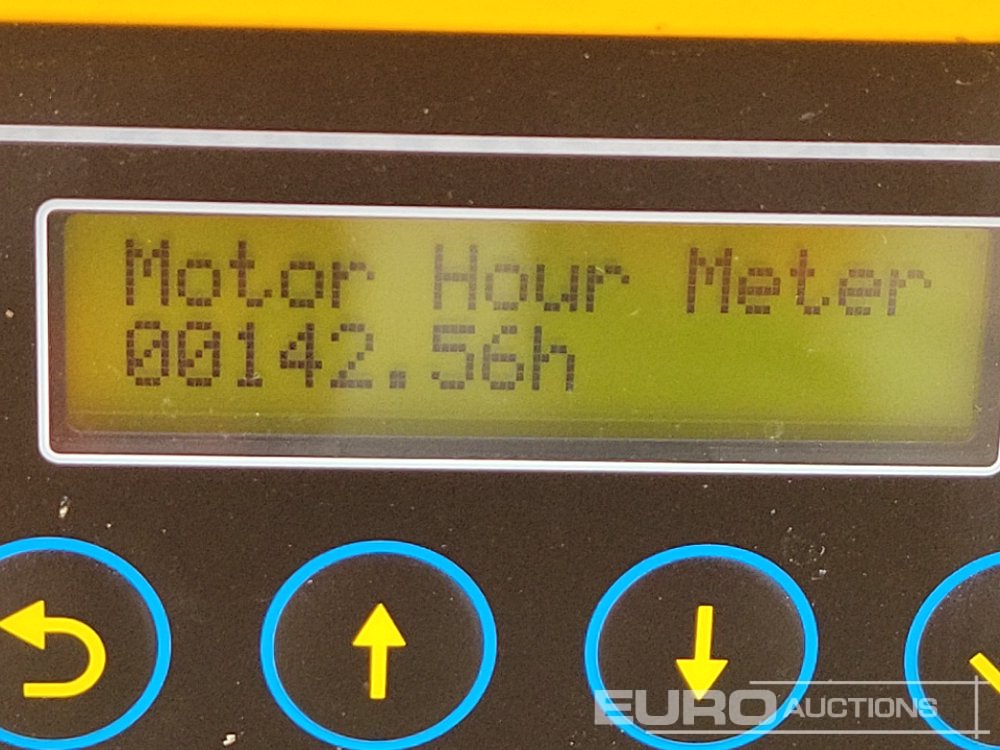 Motor Hour Meter
00142.56h
EURO AUCTIONS